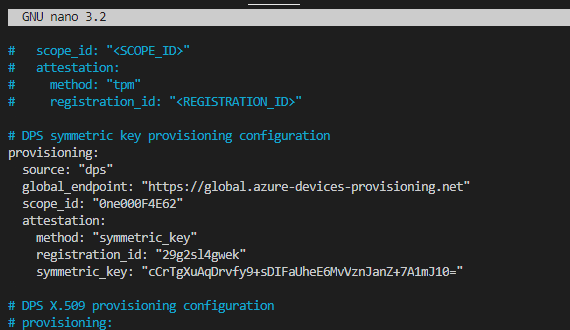 GNU nano 3.2
#   scope_id: "<SCOPE_ID>"
#   attestation:
#     method: "tpm"
#     registration_id: "<REGISTRATION_ID>"
# DPS symmetric key provisioning configuration
provisioning:
  source: "dps"
  global_endpoint: "https://global.azure-devices-provisioning.net"
  scope_id: "0ne000F4E62"
  attestation:
    method: "symmetric_key"
    registration_id: "29g2sl4gwek"
    symmetric_key: "cCrTgXuAqDrvfy9+sDIFaUheE6MvVznJanZ+7A1mJ10="
# DPS X.509 provisioning configuration
# provisioning: